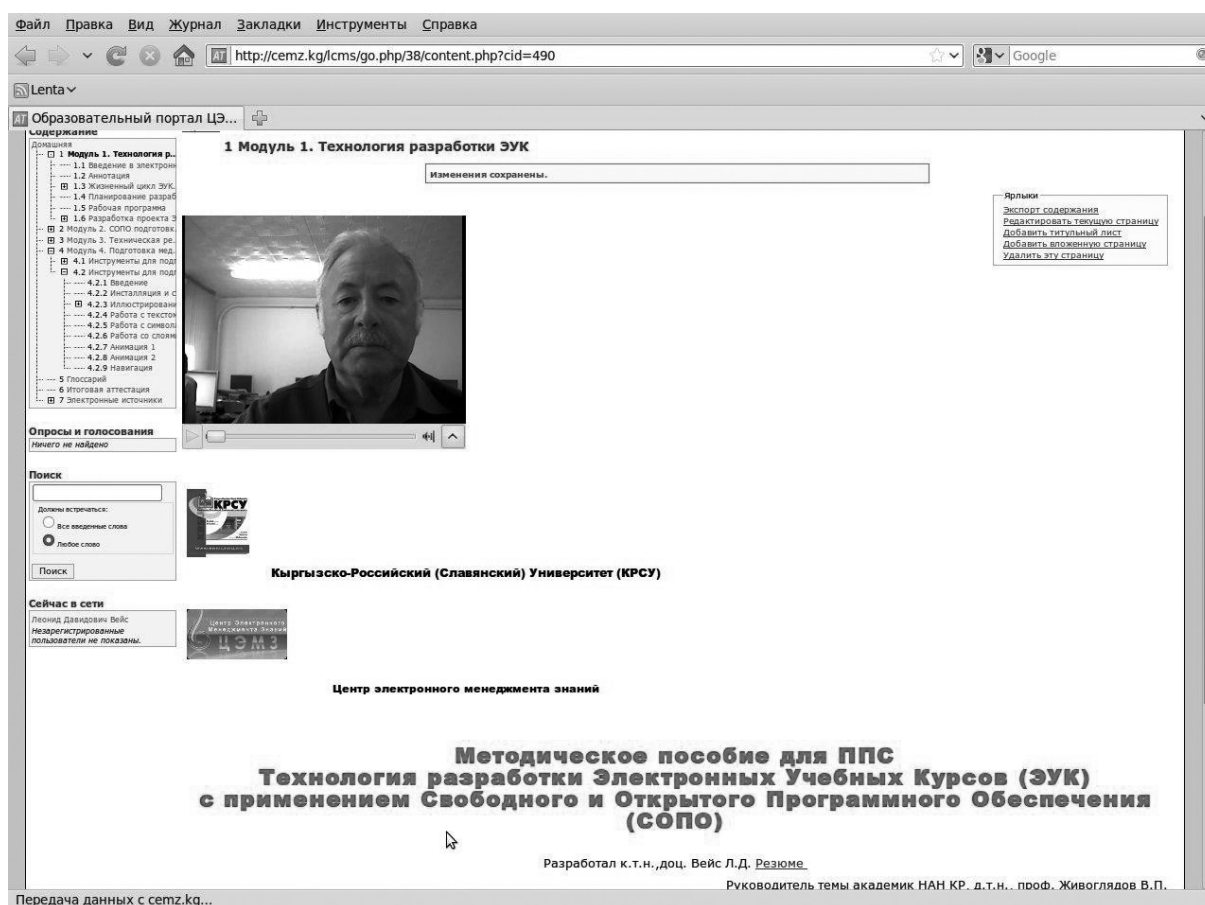 Файл Правка Вид Журнал Закладки Инструменты Справка
http://cemz.kg/lcms/go.php/38/content.php?cid=490
Google
Lenta
Образовательный портал ЦЭ...
Содержание
Домашняя
1 Модуль 1. Технология р..
1.1 Введение в электрон
1.2 Аннотация
1.3 Жизненный цикл ЭУК.
1.4 Планирование разраб
1.5 Рабочая программа
1.6 Разработка проекта Э
2 Модуль 2. СОПО подготовк.
3 Модуль 3. Техническая ре.
4 Модуль 4. Подготовка мед.
4.1 Инструменты для подг
4.2 Инструменты для подг
4.2.1 Введение
4.2.2 Инсталляция и с
4.2.3 Иллюстрировани
4.2.4 Работа с текстом
4.2.5 Работа с символ
4.2.6 Работа со слоям
4.2.7 Анимация 1
4.2.8 Анимация 2
4.2.9 Навигация
5 Глоссарий
6 Итоговая аттестация
7 Электронные источники
Опросы и голосования
Ничего не найдено
Поиск
Должны встречаться:
Все введенные слова
Любое слово
Поиск
Сейчас в сети
Леонид Давидович Вейс
Незарегистрированные
пользователи не показаны.
1 Модуль 1. Технология разработки ЭУК
Изменения сохранены.
Ярлыки
Экспорт содержания
Редактировать текущую страницу
Добавить титульный лист
Добавить вложенную страницу
Удалить эту страницу
КРСУ
Кыргызско-Российский (Славянский) Университет (КРСУ)
Центр Электронного
Менеджмента Знаний
ЦЭМЗ
Центр электронного менеджмента знаний
Методическое пособие для ППС
Технология разработки Электронных Учебных Курсов (ЭУК)
с применением Свободного и Открытого Программного Обеспечения
(СОПО)
Разработал к.т.н.,доц. Вейс Л.Д. Резюме
Руководитель темы академик НАН КР, д.т.н., проф. Живоглядов В.П.
Передача данных с cemz.kg...